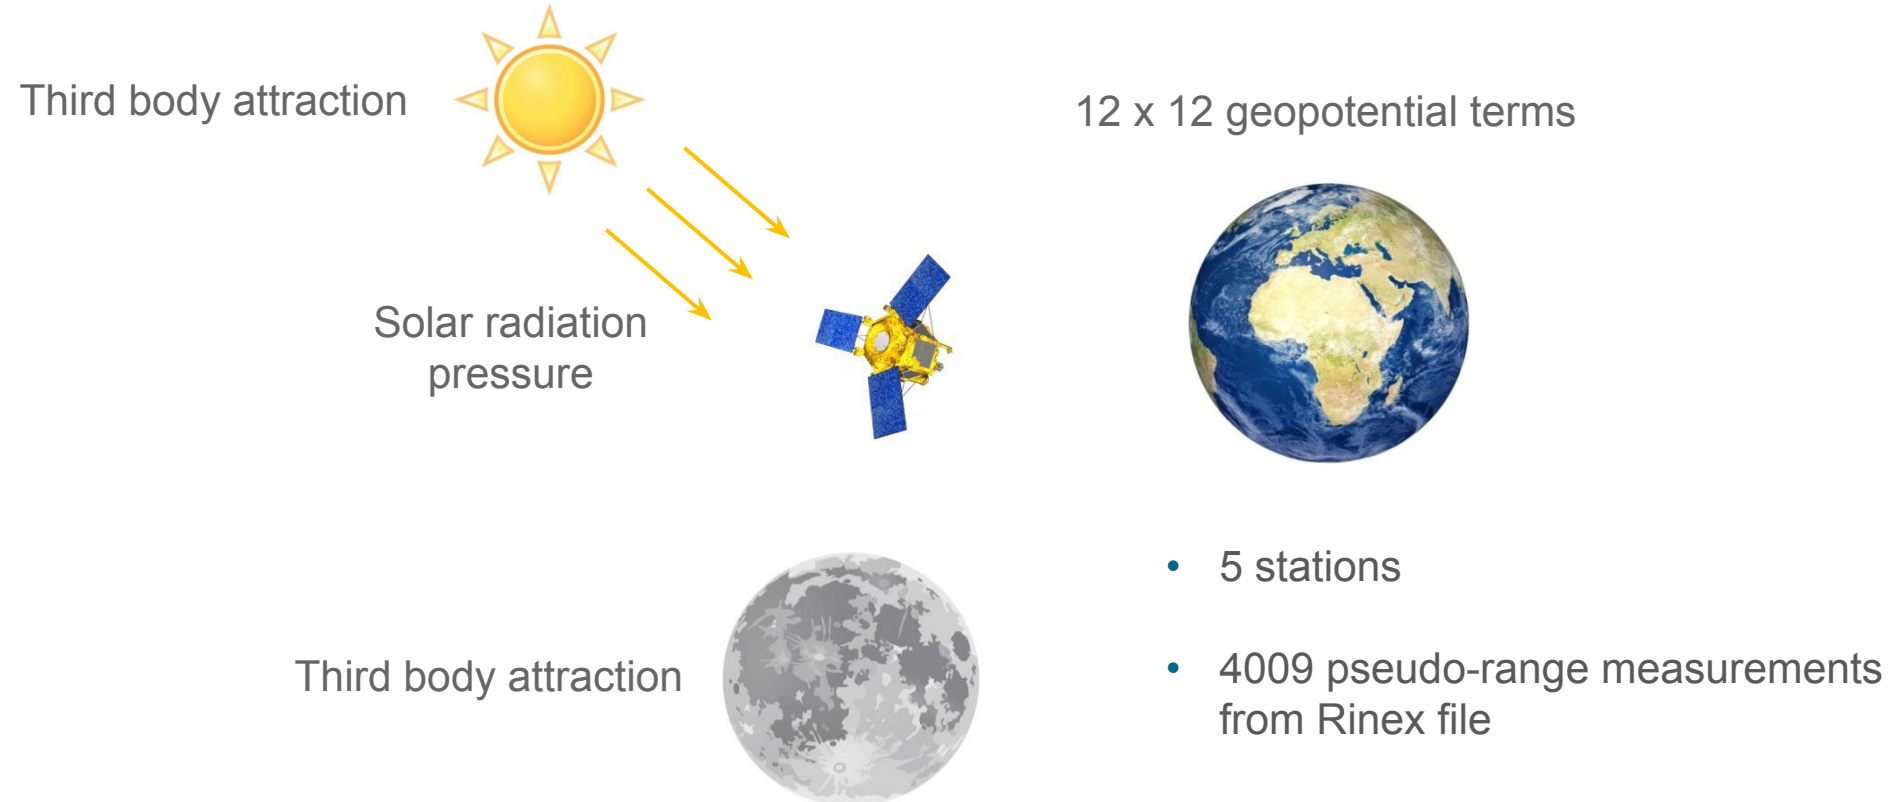 Third body attraction
12 x 12 geopotential terms
Solar radiation
pressure
• 5 stations
Third body attraction
• 4009 pseudo-range measurements
from Rinex file